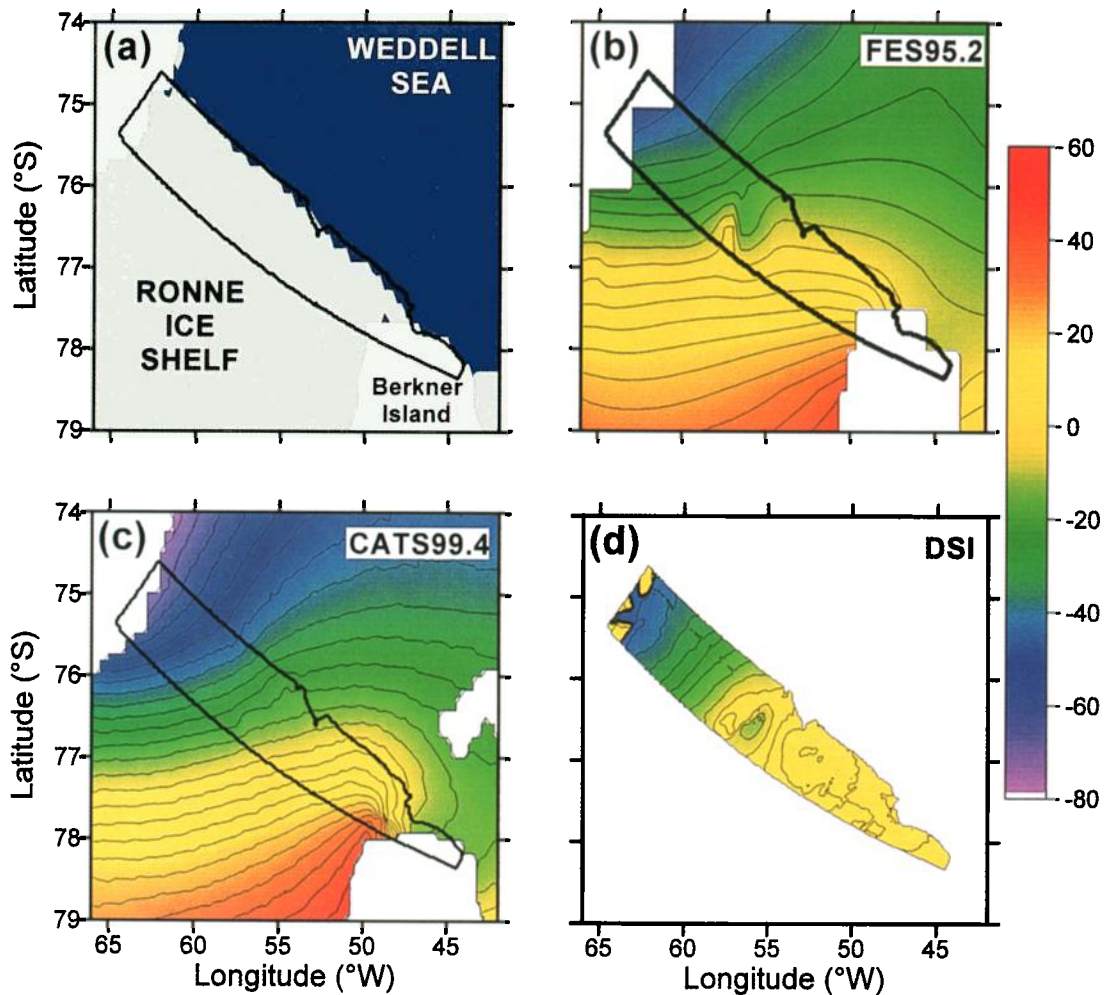 74
75
76
77
78
79
Latitude (°S)
(a)
WEDDELL
SEA
RONNE
ICE
SHELF
Berkner
Island
(b)
FES95.2
60
40
20
0
-20
-40
-60
-80
74
75
76
77
78
79
Latitude (°S)
(c)
CATS99.4
65 60 55 50 45
Longitude (°W)
(d)
DSI
65 60 55 50 45
Longitude (°W)